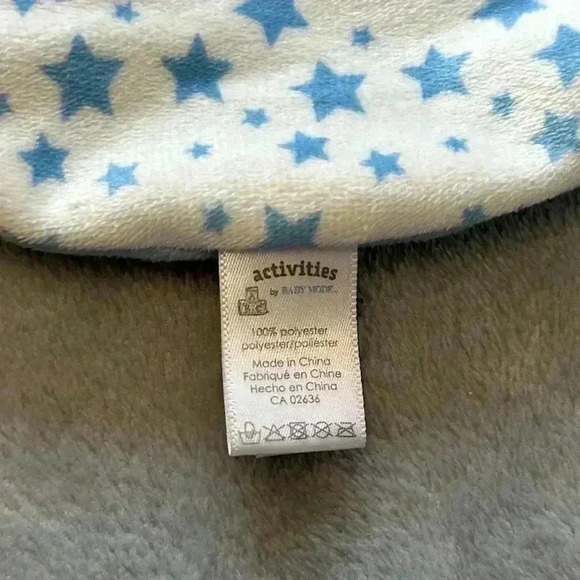 activities
by BABY MODE
100% polyester
polyester/poliéster
Made in China
Fabriqué en Chine
Hecho en China
CA 02636